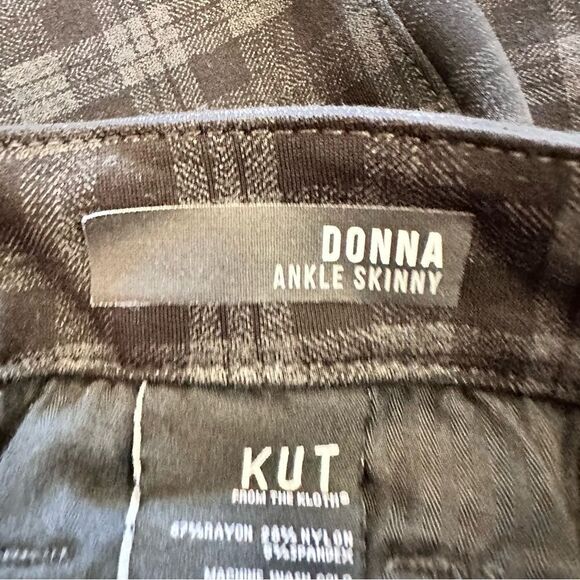 DONNA
ANKLE SKINNY
KUT
FROM THE KLOTH®
67% RAYON 28% NYLON
5% SPANDEX
MACHINE WASH COLD